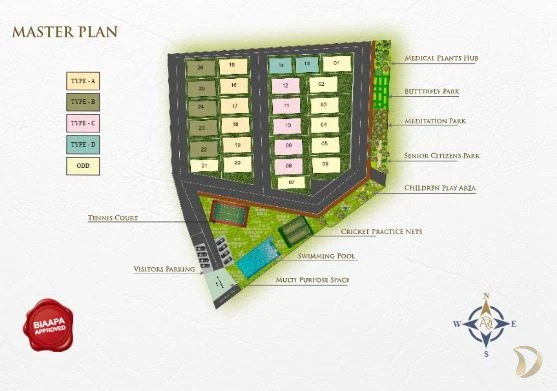 MASTER PLAN
TYPE - A
TYPE - B
TYPE - C
TYPE - D
ODD
26
15
14
13
01
25
16
12
02
24
17
11
03
23
18
10
04
22
19
09
05
21
20
08
06
07
MEDICAL PLANTS HUB
BUTTERFLY PARK
MEDITATION PARK
SENIOR CITIZENS PARK
CHILDREN PLAY AREA
TENNIS COURT
CRICKET PRACTICE NETS
SWIMMING POOL
VISITORS PARKING
MULTI PURPOSE SPACE
BIAAPA
APPROVED
N
W
E
S